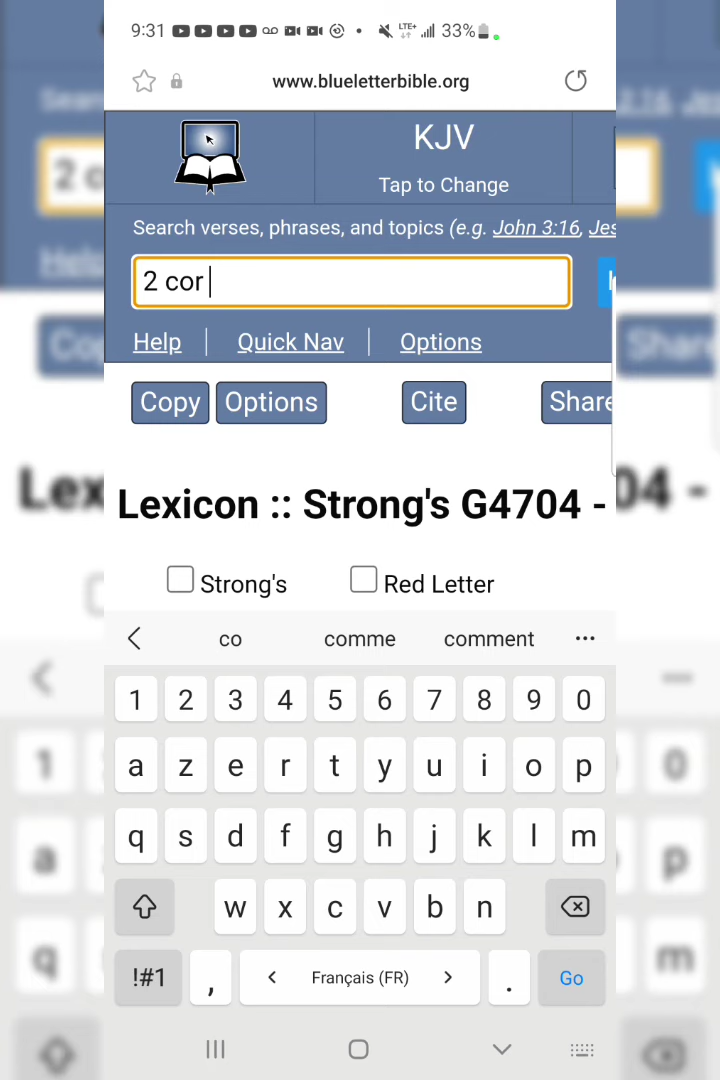 9:31 LTE+ 33%
www.blueletterbible.org
KJV
Tap to Change
Search verses, phrases, and topics (e.g. John 3:16, Jes
2 cor
Help Quick Nav Options
Copy Options Cite Share
Lexicon :: Strong's G4704 -
Strong's Red Letter
co comme comment
1 2 3 4 5 6 7 8 9 0
a z e r t y u i o p
q s d f g h j k l m
w x c v b n
!#1 , < Français (FR) > . Go